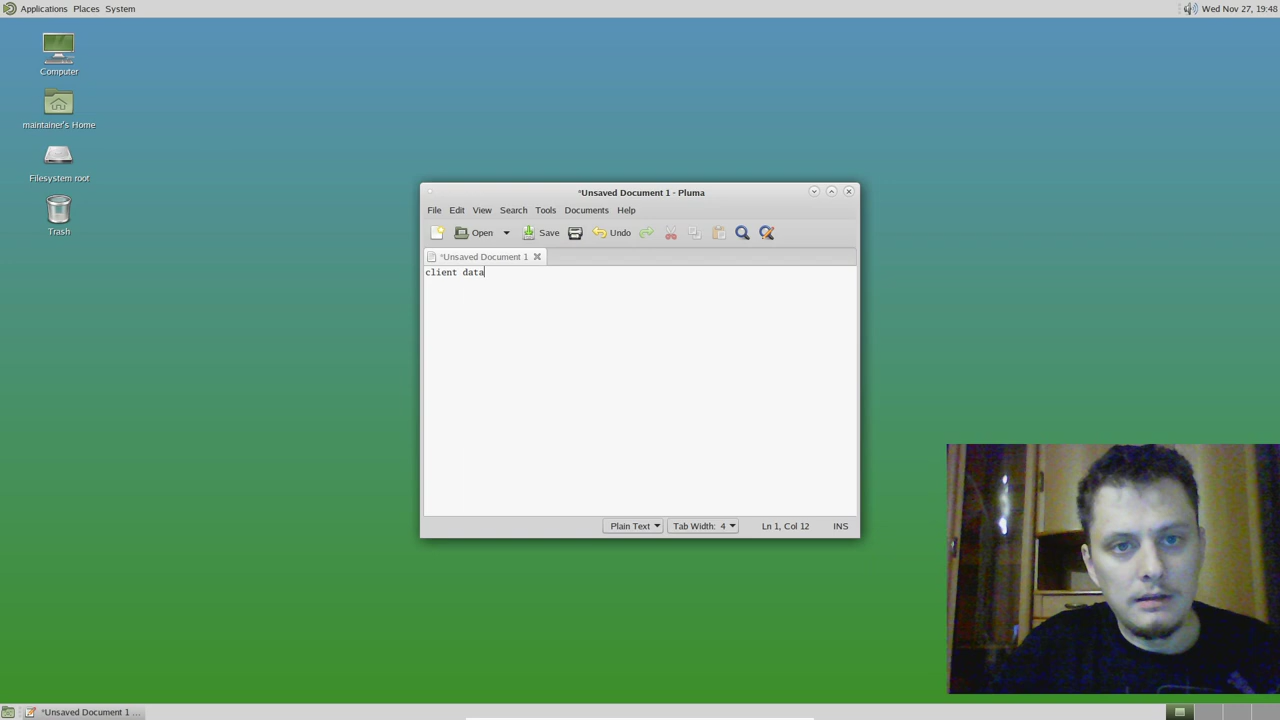 Applications Places System
Wed Nov 27, 19:48
Computer
maintainer's Home
Filesystem root
Trash
*Unsaved Document 1 - Pluma
File Edit View Search Tools Documents Help
Open Save Undo
*Unsaved Document 1
client data
Plain Text Tab Width: 4 Ln 1, Col 12 INS
*Unsaved Document 1 ...